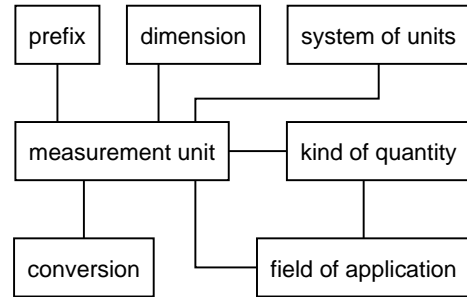 prefix
dimension
system of units
measurement unit
kind of quantity
conversion
field of application